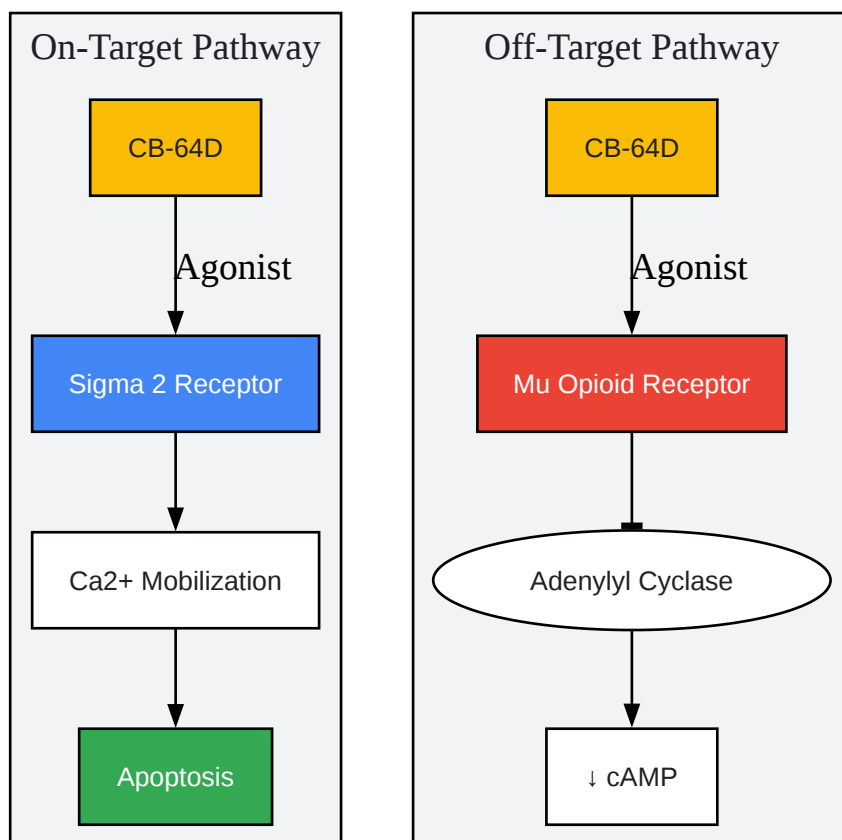 On-Target Pathway
CB-64D
Agonist
Sigma 2 Receptor
Ca2+ Mobilization
Apoptosis
Off-Target Pathway
CB-64D
Agonist
Mu Opioid Receptor
Adenylyl Cyclase
↓ cAMP